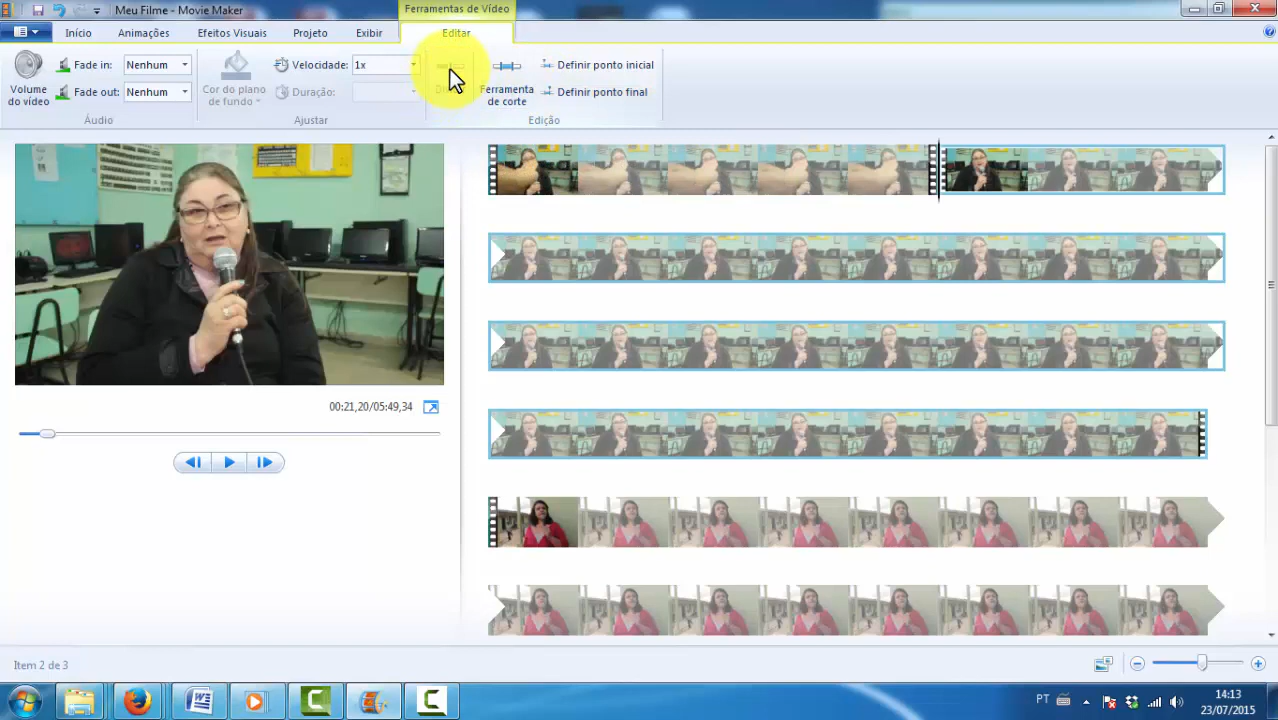 Meu Filme - Movie Maker
Ferramentas de Vídeo
Início
Animações
Efeitos Visuais
Projeto
Exibir
Editar
Volume do vídeo
Fade in: Nenhum
Fade out: Nenhum
Áudio
Cor do plano de fundo
Velocidade: 1x
Duração:
Ajustar
Ferramenta de corte
Definir ponto inicial
Definir ponto final
Edição
00:21,20/05:49,34
Item 2 de 3
PT
14:13
23/07/2015